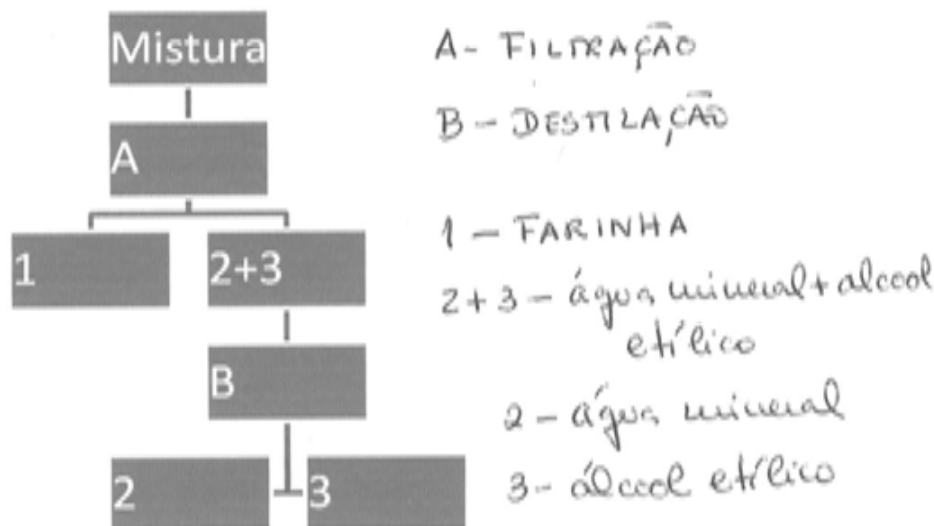 Mistura
A
1
2+3
B
2
3
A- FILTRAÇÃO
B - DESTILAÇÃO
1 - FARINHA
2+3 - água mineral + alcool
etílico
2 - água mineral
3- álcool etílico